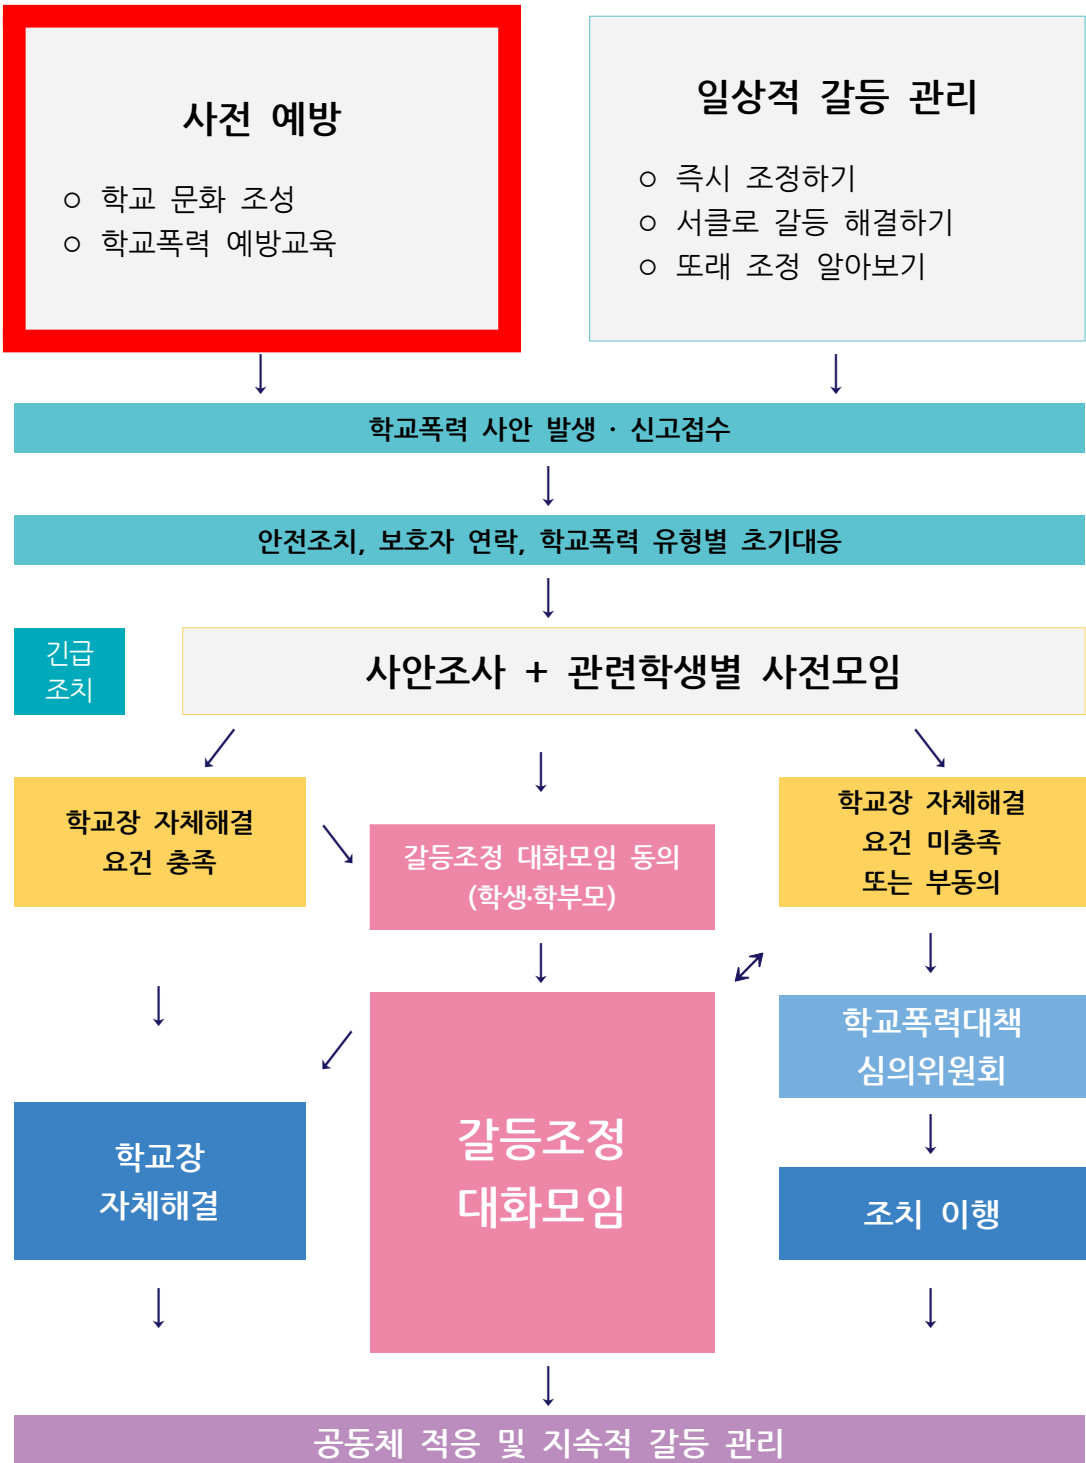 사전 예방
○ 학교 문화 조성
○ 학교폭력 예방교육
일상적 갈등 관리
○ 즉시 조정하기
○ 서클로 갈등 해결하기
○ 또래 조정 알아보기
학교폭력 사안 발생 · 신고접수
안전조치, 보호자 연락, 학교폭력 유형별 초기대응
긴급
조치
사안조사 + 관련학생별 사전모임
학교장 자체해결
요건 충족
갈등조정 대화모임 동의
(학생·학부모)
학교장 자체해결
요건 미충족
또는 부동의
학교폭력대책
심의위원회
학교장
자체해결
갈등조정
대화모임
조치 이행
공동체 적응 및 지속적 갈등 관리